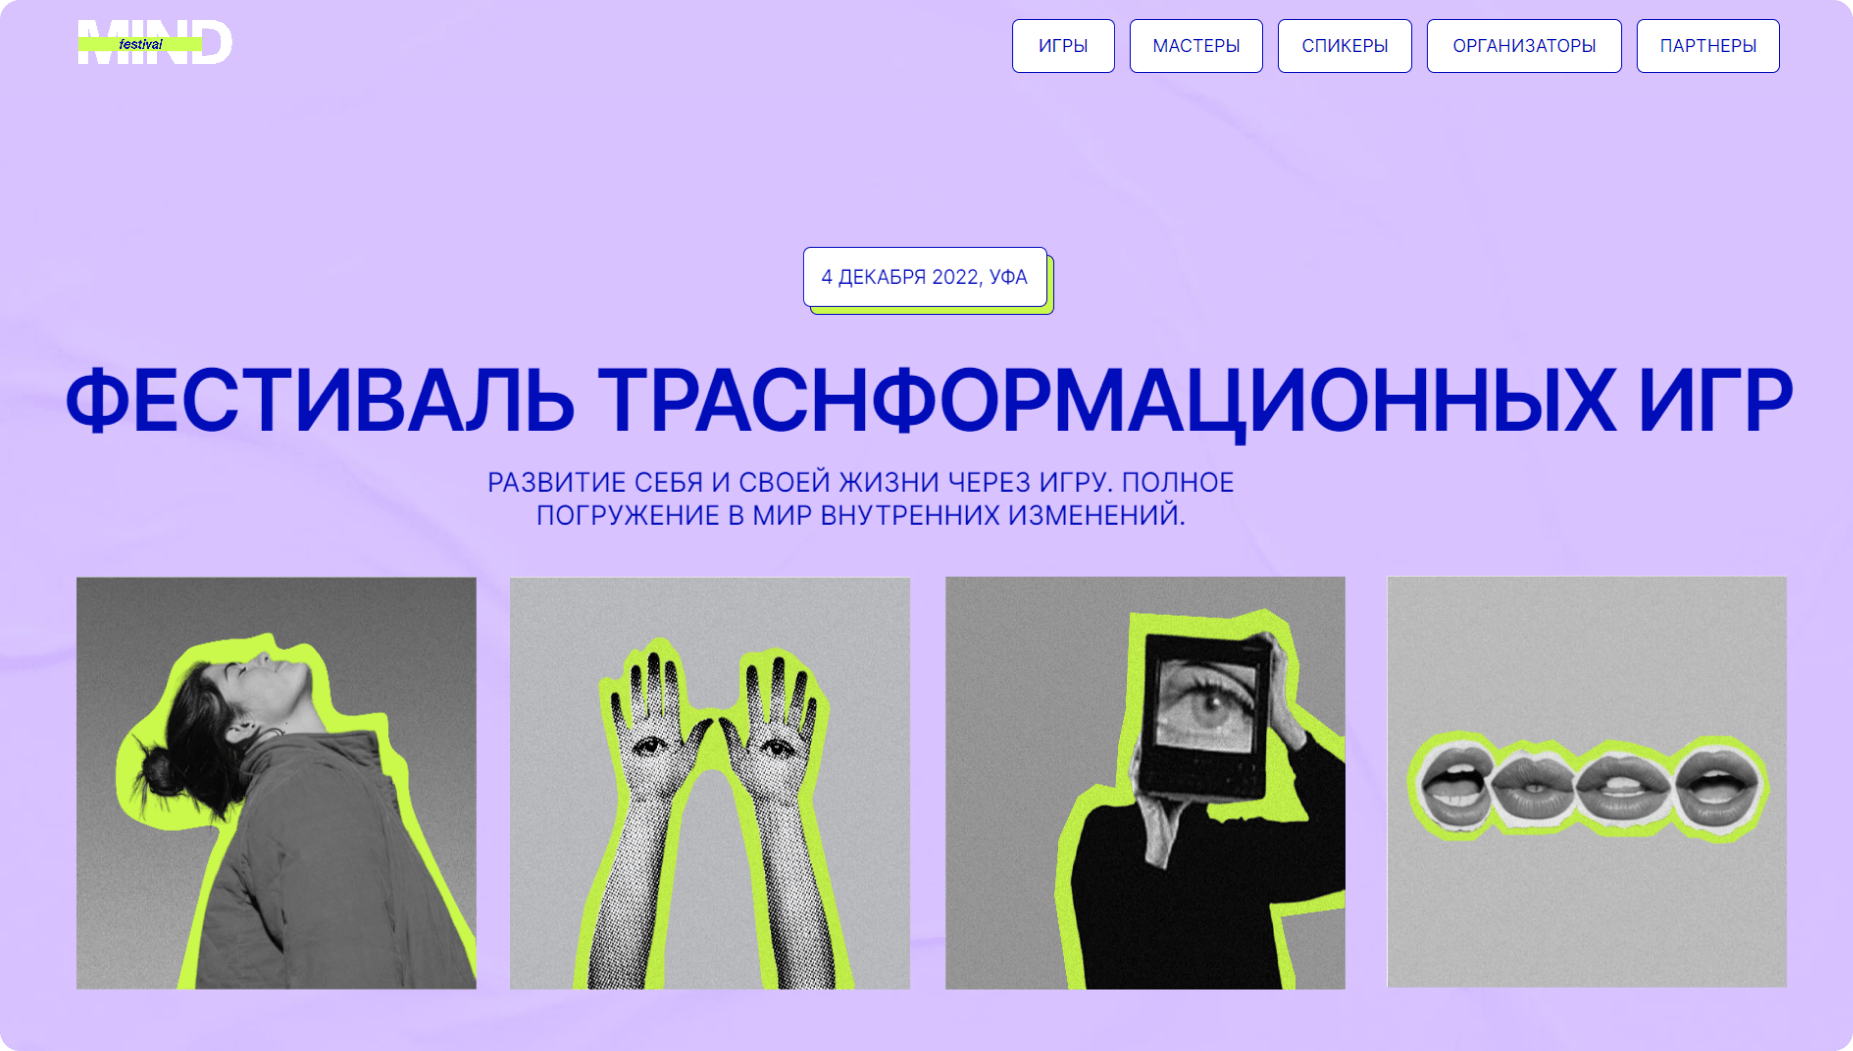 MIND
festival
ИГРЫ
МАСТЕРЫ
СПИКЕРЫ
ОРГАНИЗАТОРЫ
ПАРТНЕРЫ
4 ДЕКАБРЯ 2022, УФА
ФЕСТИВАЛЬ ТРАСНФОРМАЦИОННЫХ ИГР
РАЗВИТИЕ СЕБЯ И СВОЕЙ ЖИЗНИ ЧЕРЕЗ ИГРУ. ПОЛНОЕ
ПОГРУЖЕНИЕ В МИР ВНУТРЕННИХ ИЗМЕНЕНИЙ.